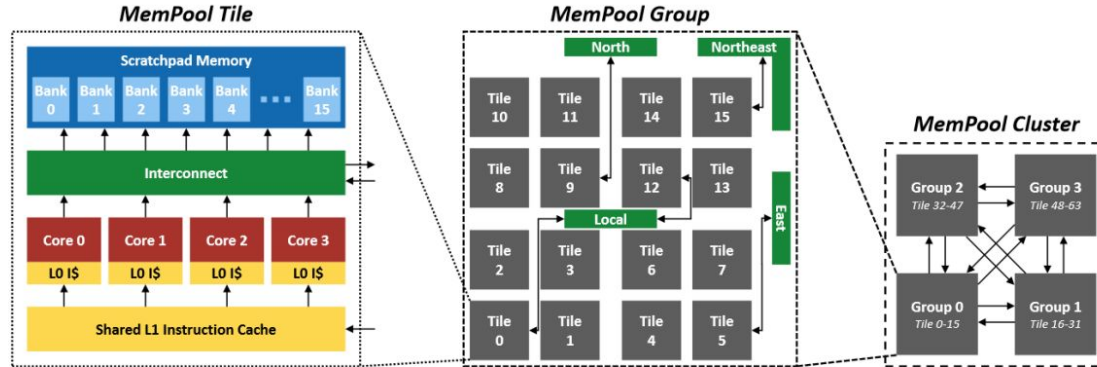 MemPool Tile
Scratchpad Memory
Bank 0
Bank 1
Bank 2
Bank 3
Bank 4
Bank 15
Interconnect
Core 0
Core 1
Core 2
Core 3
L0 I$
L0 I$
L0 I$
L0 I$
Shared L1 Instruction Cache
MemPool Group
North
Northeast
Tile 10
Tile 11
Tile 14
Tile 15
Tile 8
Tile 9
Tile 12
Tile 13
Local
East
Tile 2
Tile 3
Tile 6
Tile 7
Tile 0
Tile 1
Tile 4
Tile 5
MemPool Cluster
Group 2
Tile 32-47
Group 3
Tile 48-63
Group 0
Tile 0-15
Group 1
Tile 16-31